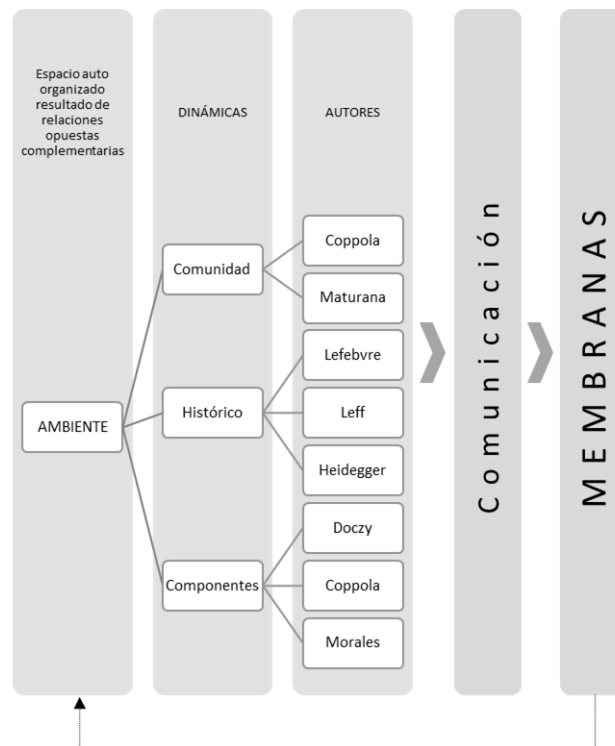 Espacio auto
organizado
resultado de
relaciones
opuestas
complementarias
DINÁMICAS
AUTORES
AMBIENTE
Comunidad
Histórico
Componentes
Coppola
Maturana
Lefebvre
Leff
Heidegger
Doczy
Coppola
Morales
Comunicación
MEMBRANAS